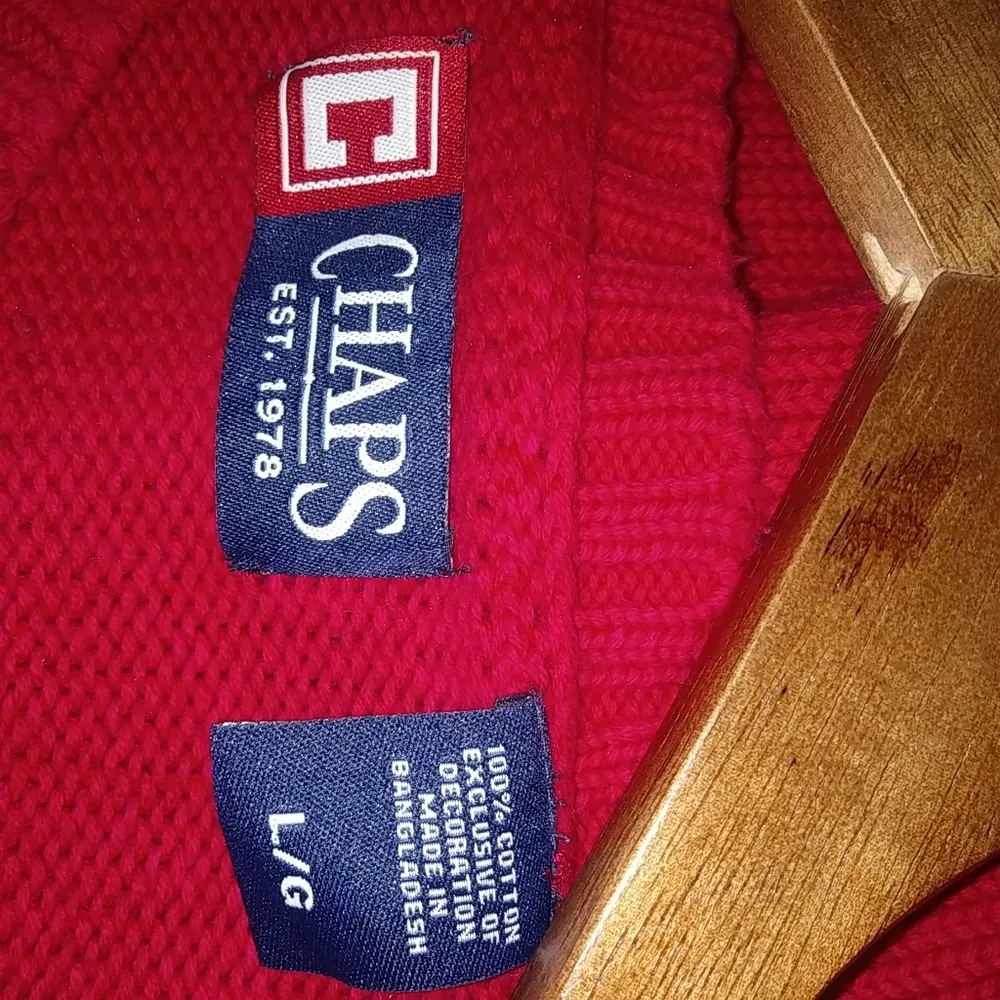 C
CHAPS
EST. 1978
100% COTTON
EXCLUSIVE OF
DECORATION
MADE IN
BANGLADESH
L/G